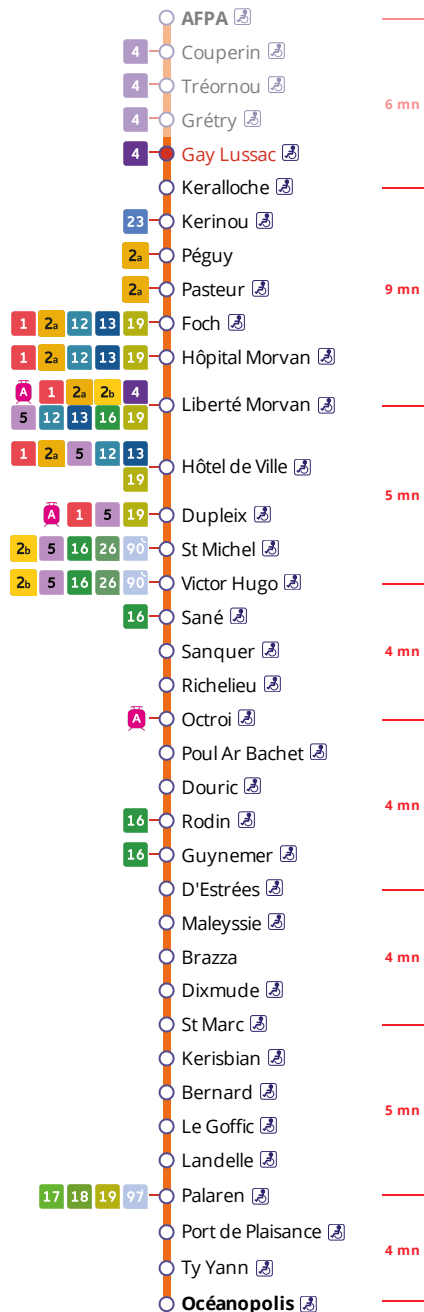 AFPA
4 Couperin
4 Tréornou
6 mn
4 Grétry
4 Gay Lussac
Keralloche
23 Kerinou
2a Péguy
2a Pasteur
9 mn
1 2a 12 13 19 Foch
1 2a 12 13 19 Hôpital Morvan
A 1 2a 2b 4
5 12 13 16 19
Liberté Morvan
1 2a 5 12 13
19
Hôtel de Ville
5 mn
A 1 5 19 Dupleix
2b 5 16 26 90 St Michel
2b 5 16 26 90 Victor Hugo
16 Sané
Sanquer
4 mn
Richelieu
A Octroi
Poul Ar Bachet
Douric
4 mn
16 Rodin
16 Guynemer
D'Estrées
Maleyssie
Brazza
4 mn
Dixmude
St Marc
Kerisbian
Bernard
5 mn
Le Goffic
Landelle
17 18 19 97 Palaren
Port de Plaisance
4 mn
Ty Yann
Océanopolis